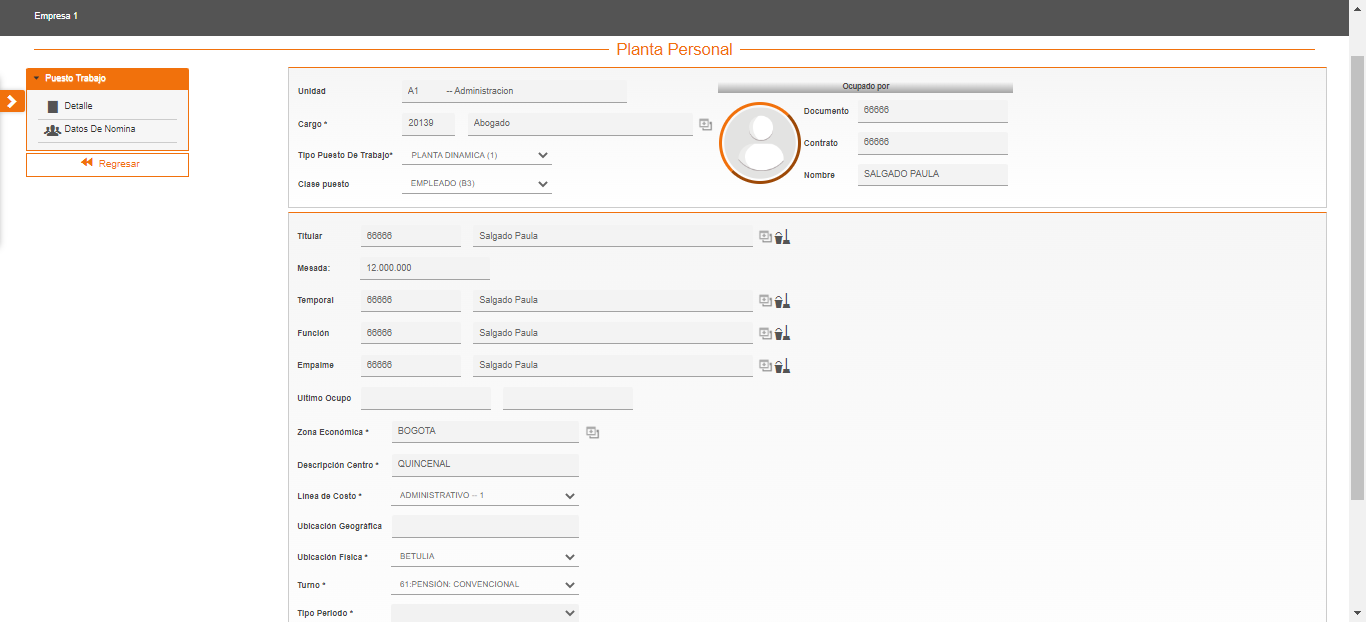 Empresa 1
Planta Personal
Puesto Trabajo
Detalle
Datos De Nomina
Regresar
Unidad A1 -- Administracion
Cargo * 20139 Abogado
Tipo Puesto De Trabajo* PLANTA DINAMICA (1)
Clase puesto EMPLEADO (B3)
Ocupado por
Documento 66666
Contrato 66666
Nombre SALGADO PAULA
Titular 66666 Salgado Paula
Mesada: 12.000.000
Temporal 66666 Salgado Paula
Función 66666 Salgado Paula
Empalme 66666 Salgado Paula
Ultimo Ocupo
Zona Económica * BOGOTA
Descripción Centro * QUINCENAL
Linea de Costo * ADMINISTRATIVO -- 1
Ubicación Geográfica
Ubicación Fisica * BETULIA
Turno * 61:PENSIÓN: CONVENCIONAL
Tipo Periodo *